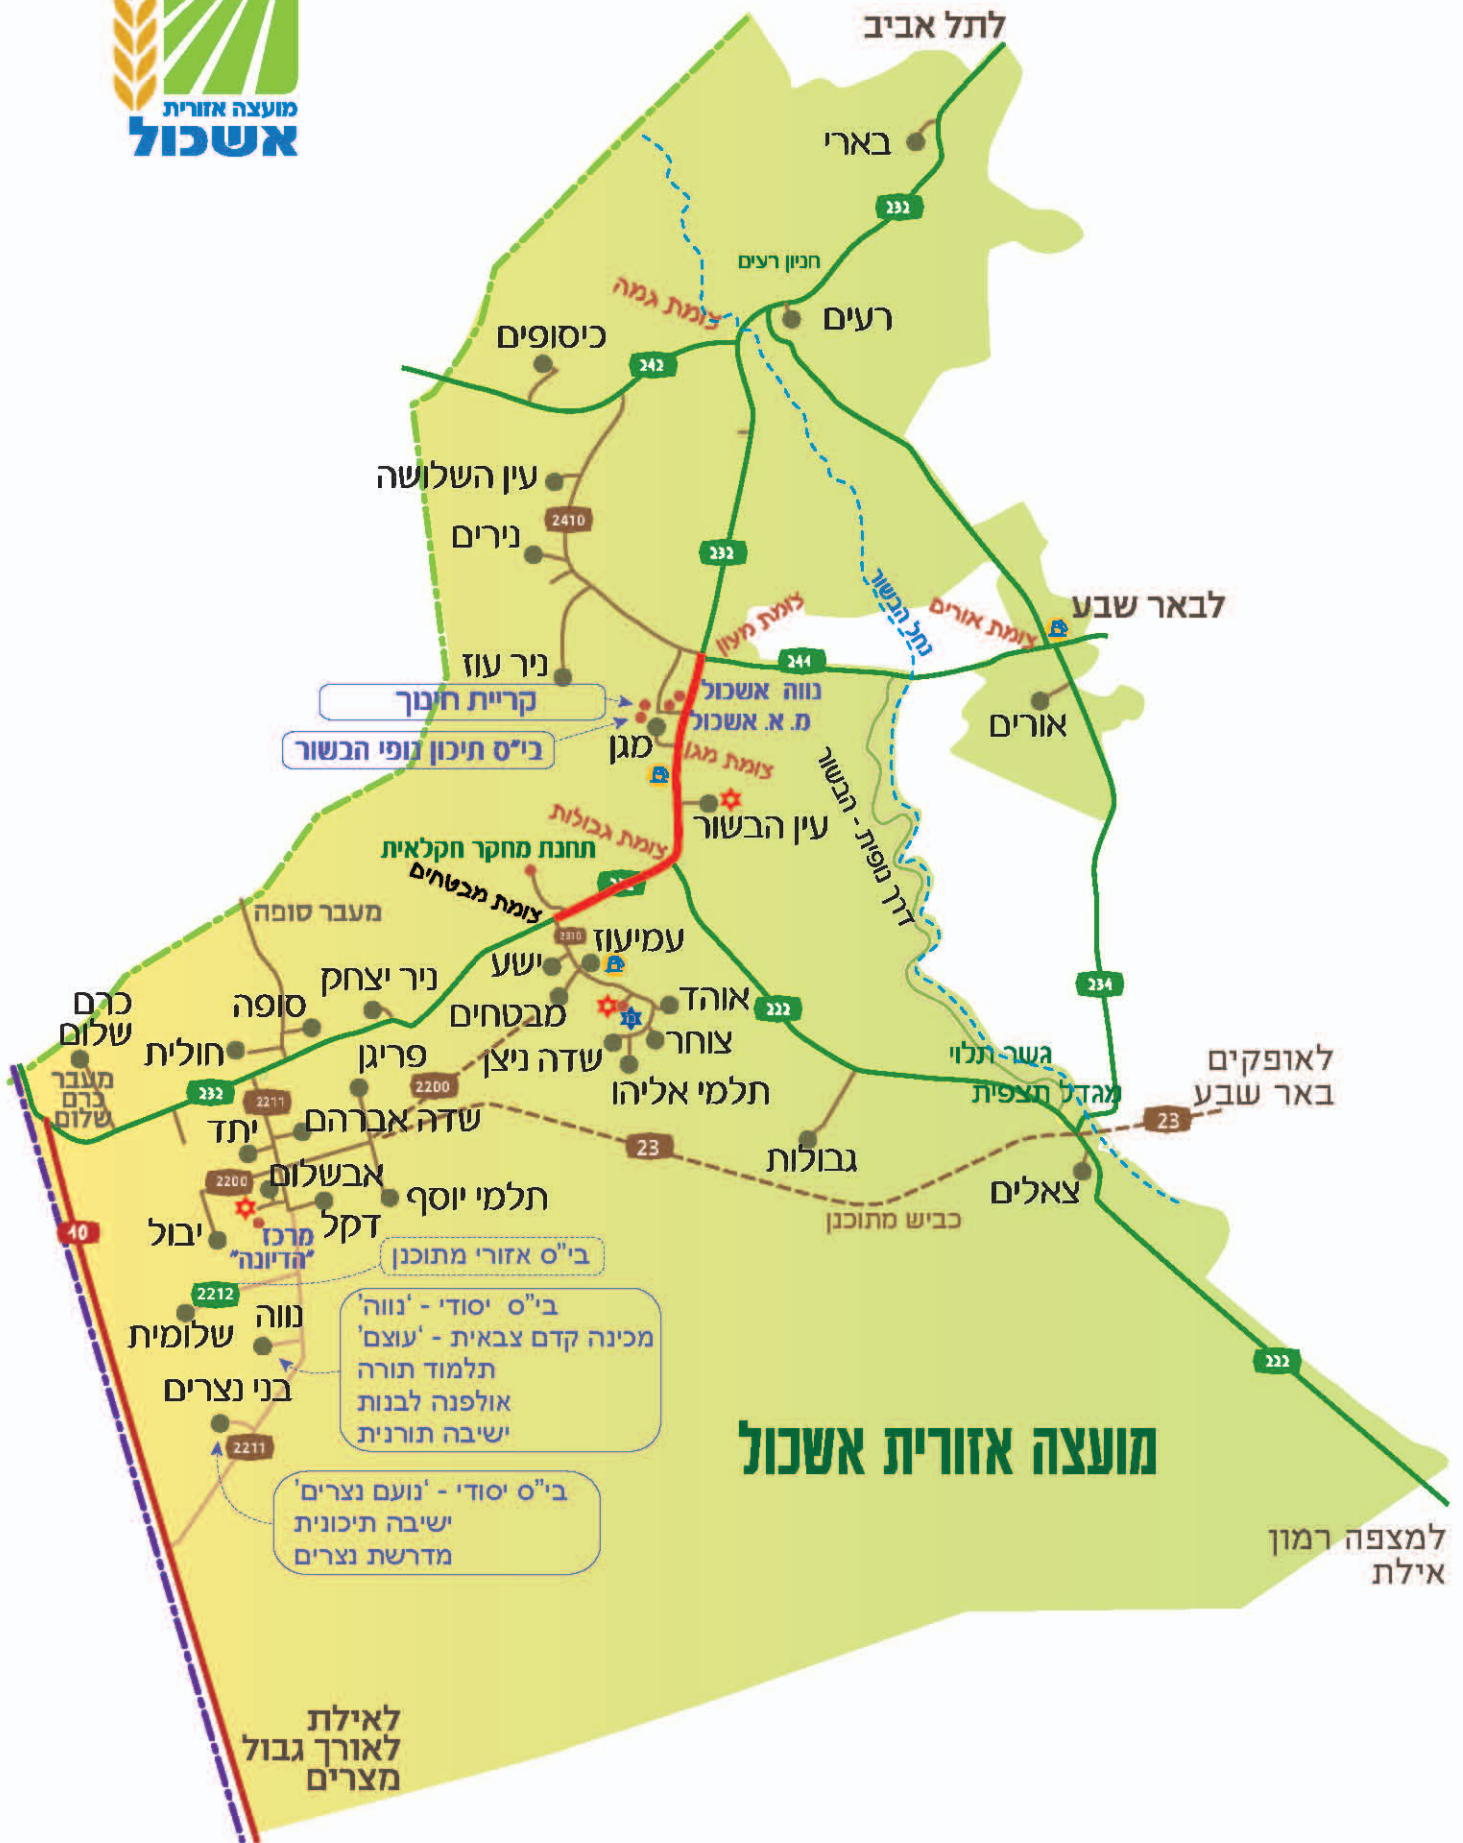 מועצה אזורית
אשכול
לתל אביב
בארי
232
חניון רעים
צומת גמה
רעים
כיסופים
242
עין השלושה
2410
נירים
232
נחל הבשור
צומת אורים
לבאר שבע
צומת מעון
244
ניר עוז
קריית חינוך
נווה אשכול
מ.א. אשכול
אורים
בי"ס תיכון נופי הבשור
מגן
צומת מגן
עין הבשור
דרך נופית - הבשור
צומת גבולות
תחנת מחקר חקלאית
צומת מבטחים
מעבר סופה
2310
עמיעוז
ישע
ניר יצחק
מבטחים
אוהד
222
234
כרם
שלום
סופה
חולית
צוחר
שדה ניצן
תלמי אליהו
פריגן
2200
גשר תלוי
מגדל תצפית
לאופקים
באר שבע
מעבר
כרם
שלום
232
2211
שדה אברהם
יתד
23
23
גבולות
צאלים
כביש מתוכנן
2200
אבשלום
תלמי יוסף
דקל
יבול
מרכז
"הדיונה"
10
בי"ס אזורי מתוכנן
2212
שלומית
נווה
בי"ס יסודי - 'נווה'
מכינה קדם צבאית - 'עוצם'
תלמוד תורה
אולפנה לבנות
ישיבה תורנית
בני נצרים
2211
222
מועצה אזורית אשכול
בי"ס יסודי - 'נועם נצרים'
ישיבה תיכונית
מדרשת נצרים
למצפה רמון
אילת
לאילת
לאורך גבול
מצרים